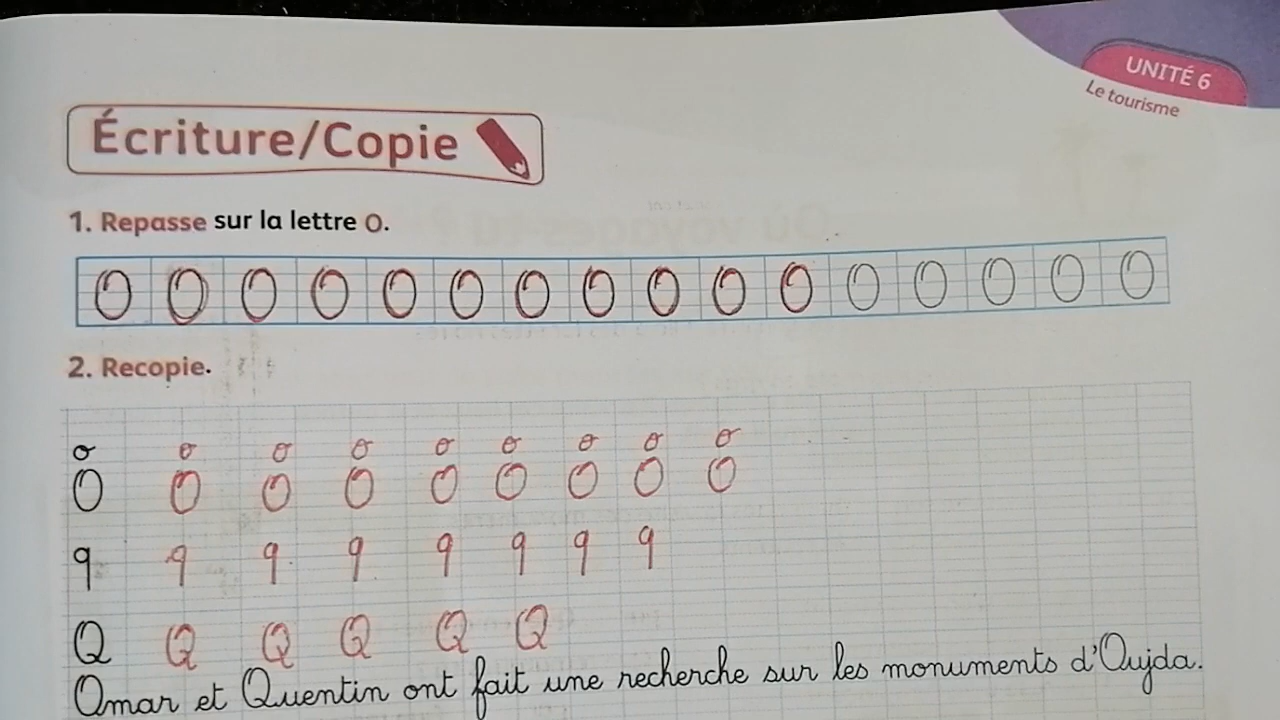 UNITÉ 6
Le tourisme
Écriture/Copie
1. Repasse sur la lettre O.
O O O O O O O O O O O O O O O O
2. Recopie.
o o o o o o o o o
O O O O O O O O O
q q q q q q q q
Q Q Q Q Q Q
Omar et Quentin ont fait une recherche sur les monuments d'Oujda.